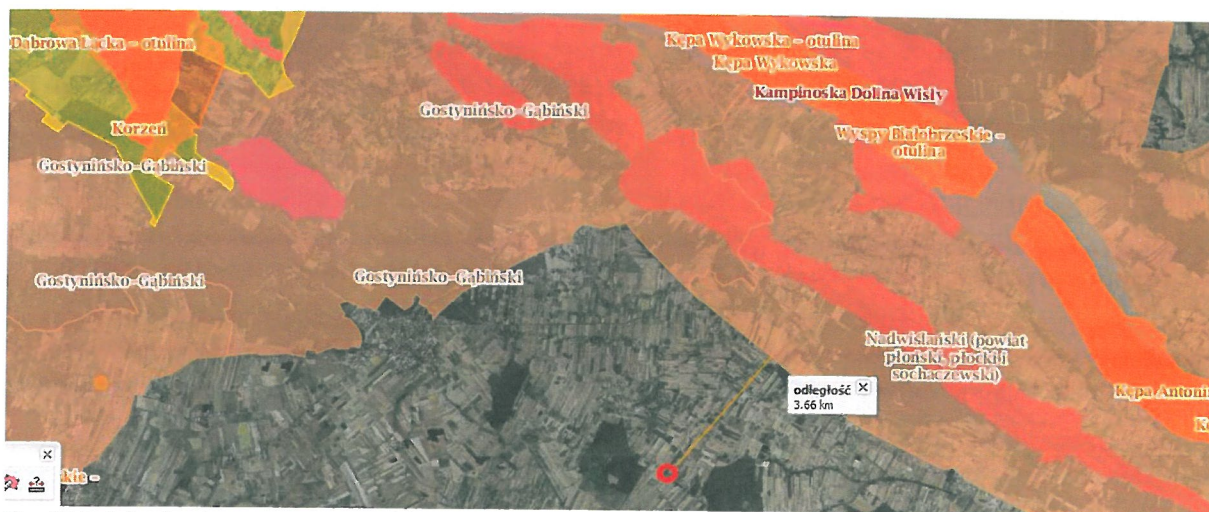 Dąbrowa Łącka – otulina
Kępa Wykowska – otulina
Kępa Wykowska
Kampinoska Dolina Wisły
Gostynińsko-Gąbiński
Korzeń
Wyspy Białobrzeskie –
otulina
Gostynińsko-Gąbiński
Gostynińsko-Gąbiński
Gostynińsko-Gąbiński
Nadwiślański (powiat
płoński, płocki i
sochaczewski)
odległość
3.66 km
Kępa Antoni
skie –